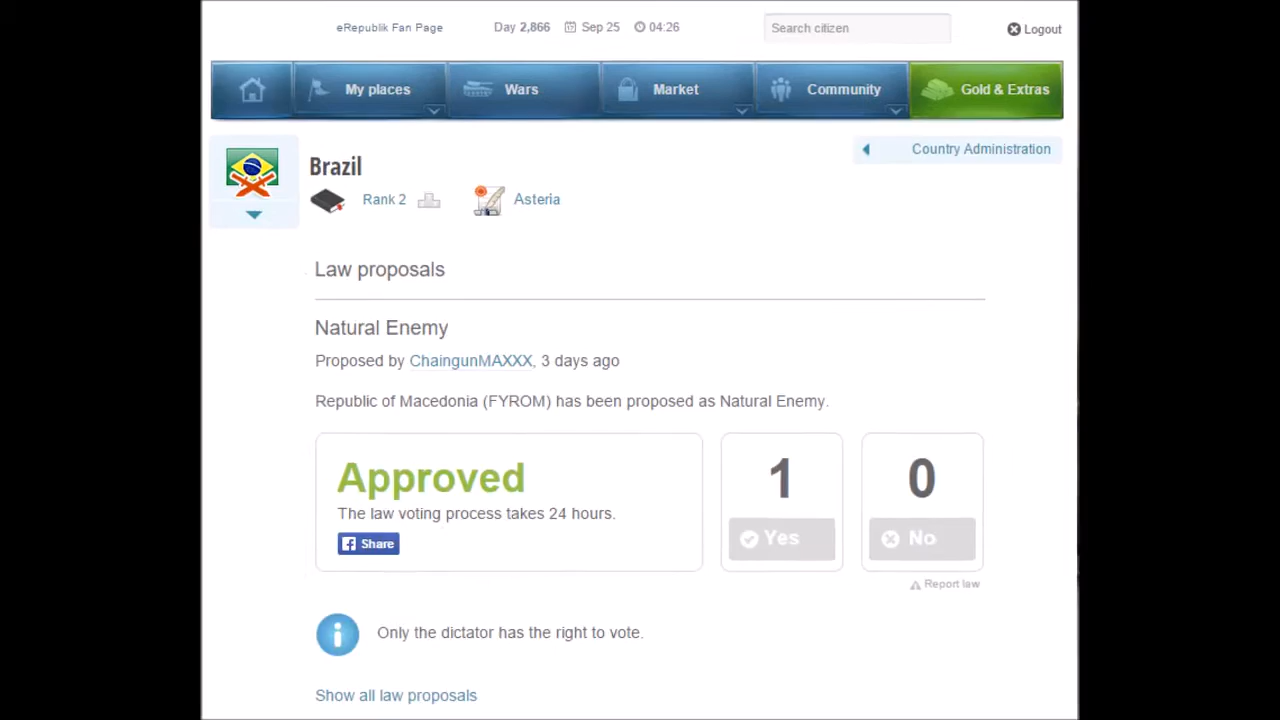 eRepublik Fan Page Day 2,866 Sep 25 04:26 Search citizen Logout
My places Wars Market Community Gold & Extras
Brazil
Country Administration
Rank 2 Asteria
Law proposals
Natural Enemy
Proposed by ChaingunMAXXX, 3 days ago
Republic of Macedonia (FYROM) has been proposed as Natural Enemy.
Approved 1 0
The law voting process takes 24 hours.
Share Yes No
Report law
Only the dictator has the right to vote.
Show all law proposals